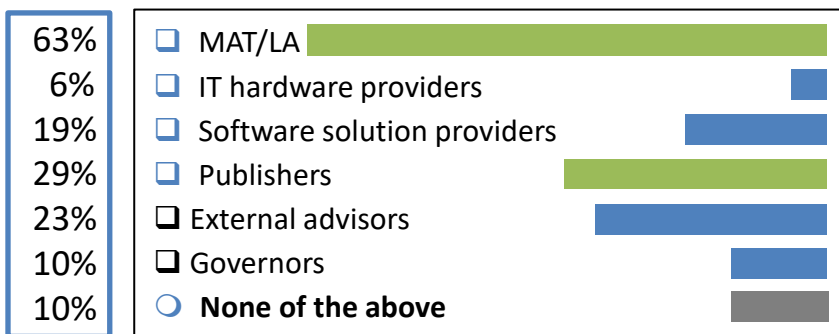 63% ❑ MAT/LA
6% ❑ IT hardware providers
19% ❑ Software solution providers
29% ❑ Publishers
23% ❑ External advisors
10% ❑ Governors
10% ❍ None of the above